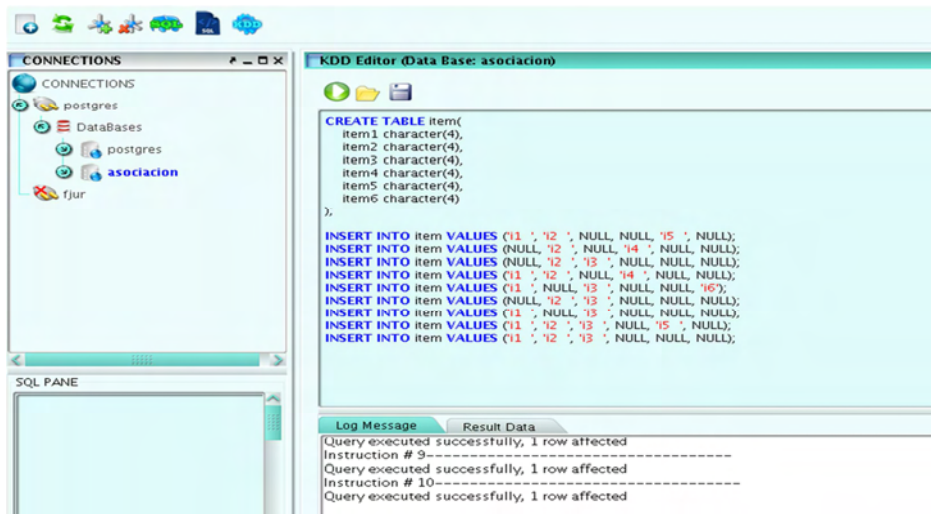 SQL
SQL
KDD
CONNECTIONS
CONNECTIONS
postgres
DataBases
postgres
asociacion
fjur
SQL PANE
KDD Editor (Data Base: asociacion)
CREATE TABLE item(
item1 character(4),
item2 character(4),
item3 character(4),
item4 character(4),
item5 character(4),
item6 character(4)
),
INSERT INTO item VALUES ('i1 ', 'i2 ', NULL, NULL, 'i5 ', NULL);
INSERT INTO item VALUES (NULL, 'i2 ', NULL, 'i4 ', NULL, NULL);
INSERT INTO item VALUES (NULL, 'i2 ', 'i3 ', NULL, NULL, NULL);
INSERT INTO item VALUES ('i1 ', 'i2 ', NULL, 'i4 ', NULL, NULL);
INSERT INTO item VALUES ('i1 ', NULL, 'i3 ', NULL, NULL, 'i6');
INSERT INTO item VALUES (NULL, 'i2 ', 'i3 ', NULL, NULL, NULL);
INSERT INTO item VALUES ('i1 ', NULL, 'i3 ', NULL, NULL, NULL);
INSERT INTO item VALUES ('i1 ', 'i2 ', 'i3 ', NULL, 'i5 ', NULL);
INSERT INTO item VALUES ('i1 ', 'i2 ', 'i3 ', NULL, NULL, NULL);
Log Message Result Data
Query executed successfully, 1 row affected
Instruction # 9-----------------------------------
Query executed successfully, 1 row affected
Instruction # 10-----------------------------------
Query executed successfully, 1 row affected